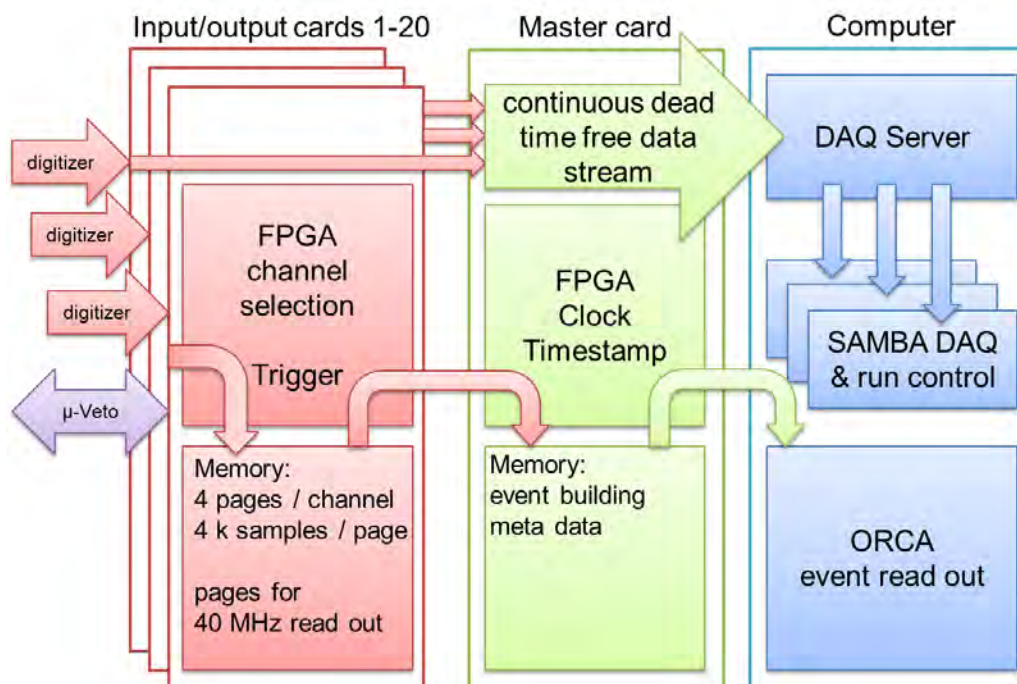 Input/output cards 1-20
Master card
Computer
digitizer
digitizer
digitizer
μ-Veto
FPGA
channel
selection
Trigger
Memory:
4 pages / channel
4 k samples / page
pages for
40 MHz read out
continuous dead
time free data
stream
FPGA
Clock
Timestamp
Memory:
event building
meta data
DAQ Server
SAMBA DAQ
& run control
ORCA
event read out